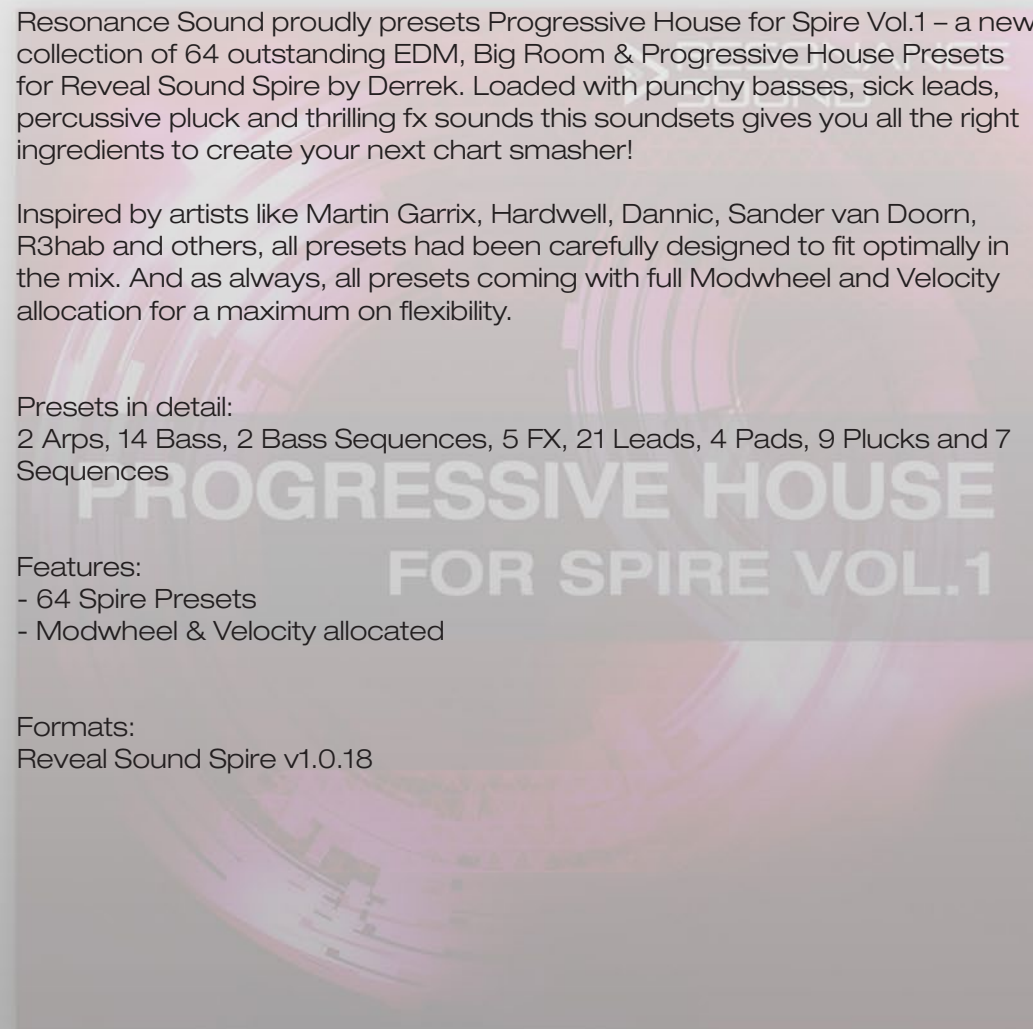 Resonance Sound proudly presets Progressive House for Spire Vol.1 – a new
collection of 64 outstanding EDM, Big Room & Progressive House Presets
for Reveal Sound Spire by Derrek. Loaded with punchy basses, sick leads,
percussive pluck and thrilling fx sounds this soundsets gives you all the right
ingredients to create your next chart smasher!
Inspired by artists like Martin Garrix, Hardwell, Dannic, Sander van Doorn,
R3hab and others, all presets had been carefully designed to fit optimally in
the mix. And as always, all presets coming with full Modwheel and Velocity
allocation for a maximum on flexibility.
Presets in detail:
2 Arps, 14 Bass, 2 Bass Sequences, 5 FX, 21 Leads, 4 Pads, 9 Plucks and 7
Sequences
Features:
- 64 Spire Presets
- Modwheel & Velocity allocated
Formats:
Reveal Sound Spire v1.0.18
RESONANCE
SOUND
PROGRESSIVE HOUSE
FOR SPIRE VOL.1